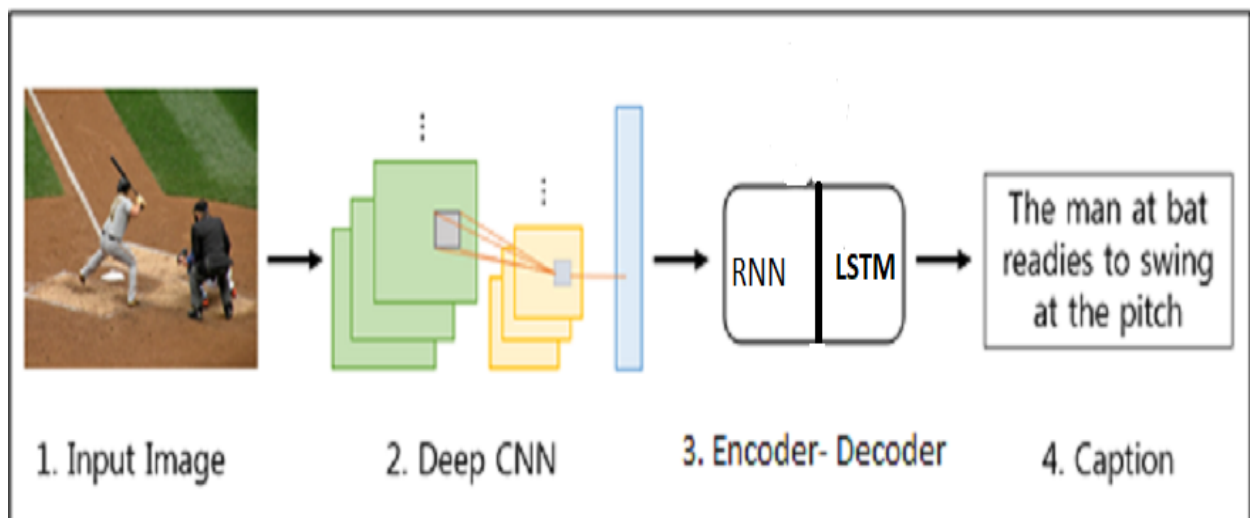 RNN
LSTM
The man at bat
readies to swing
at the pitch
1. Input Image
2. Deep CNN
3. Encoder- Decoder
4. Caption